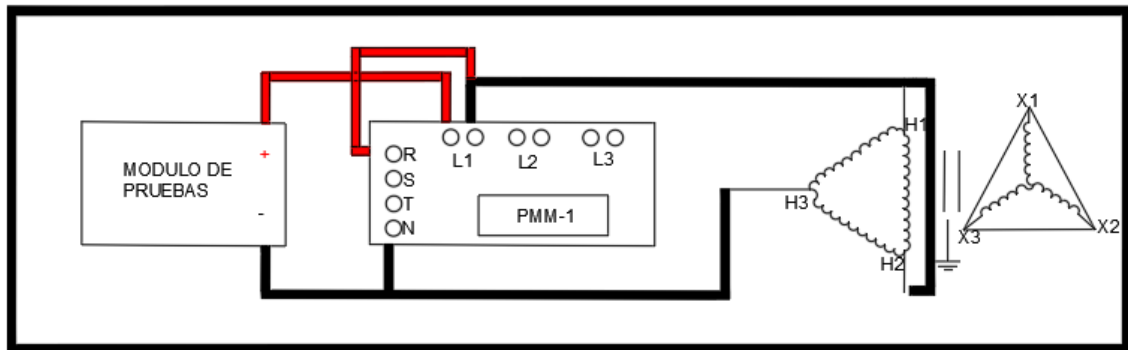 MODULO DE
PRUEBAS
+
-
R
S
T
N
L1
L2
L3
PMM-1
H1
H3
H2
X1
X3
X2